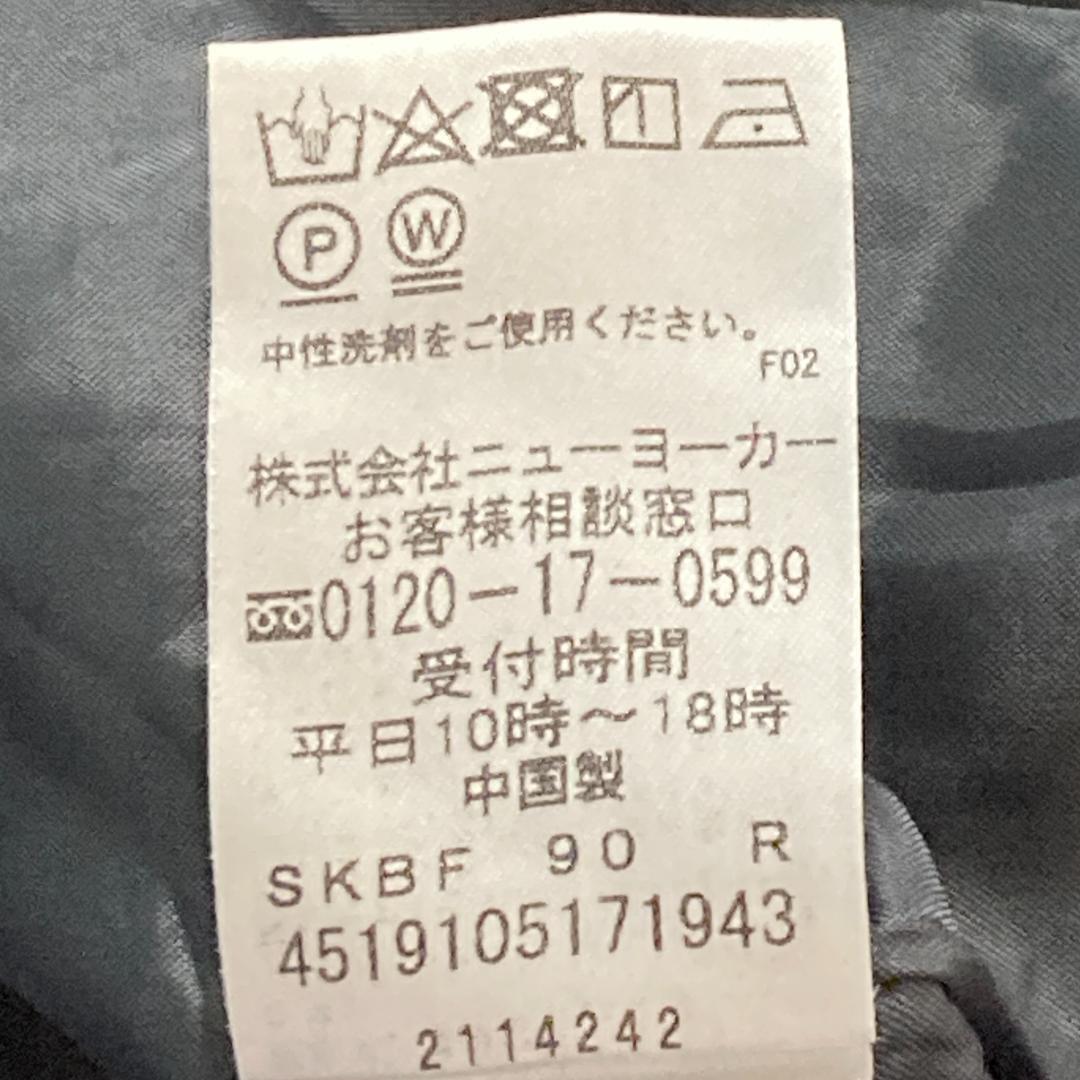 P W
中性洗剤をご使用ください。
F02
株式会社ニューヨーカー
お客様相談窓口
0120-17-0599
受付時間
平日10時～18時
中国製
SKBF 90 R
4519105171943
2114242